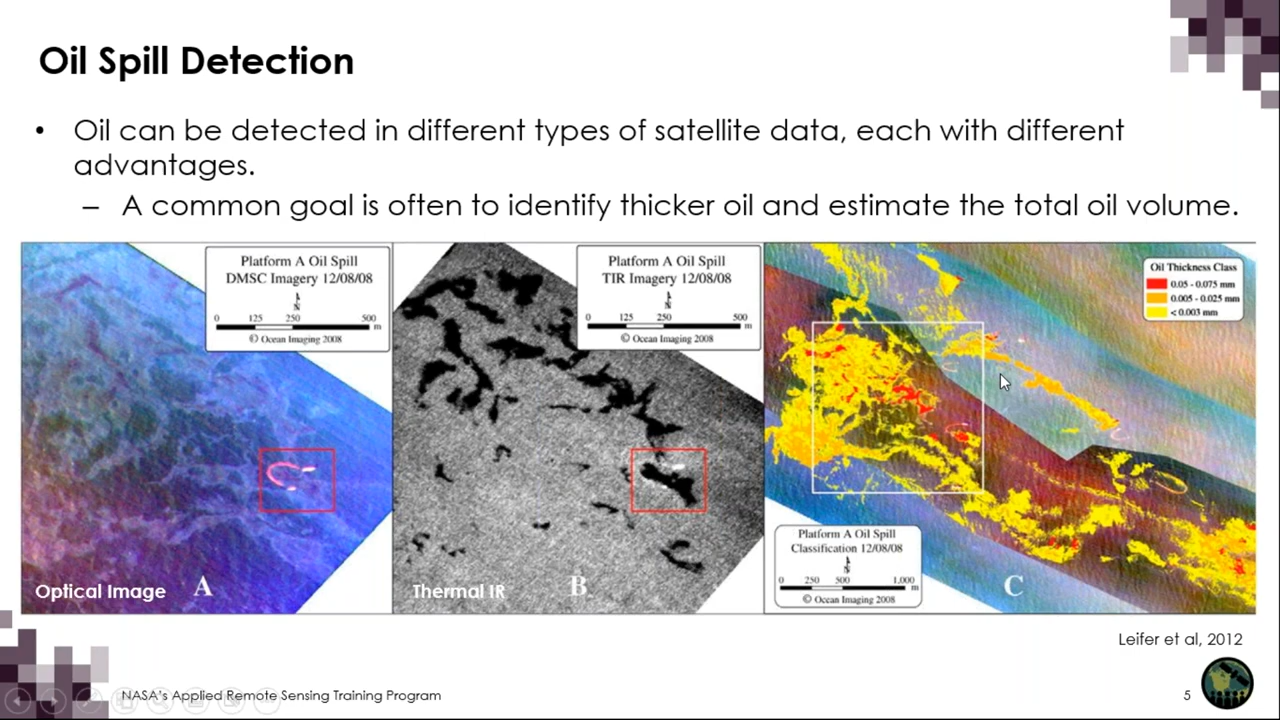 Oil Spill Detection
• Oil can be detected in different types of satellite data, each with different
advantages.
– A common goal is often to identify thicker oil and estimate the total oil volume.
Platform A Oil Spill
DMSC Imagery 12/08/08
N
0 125 250 500
m
© Ocean Imaging 2008
Optical Image A
Platform A Oil Spill
TIR Imagery 12/08/08
N
0 125 250 500
m
© Ocean Imaging 2008
Thermal IR B
Oil Thickness Class
0.05 - 0.075 mm
0.005 - 0.025 mm
< 0.003 mm
Platform A Oil Spill
Classification 12/08/08
N
0 250 500 1,000
m
© Ocean Imaging 2008
C
Leifer et al, 2012
NASA's Applied Remote Sensing Training Program
5